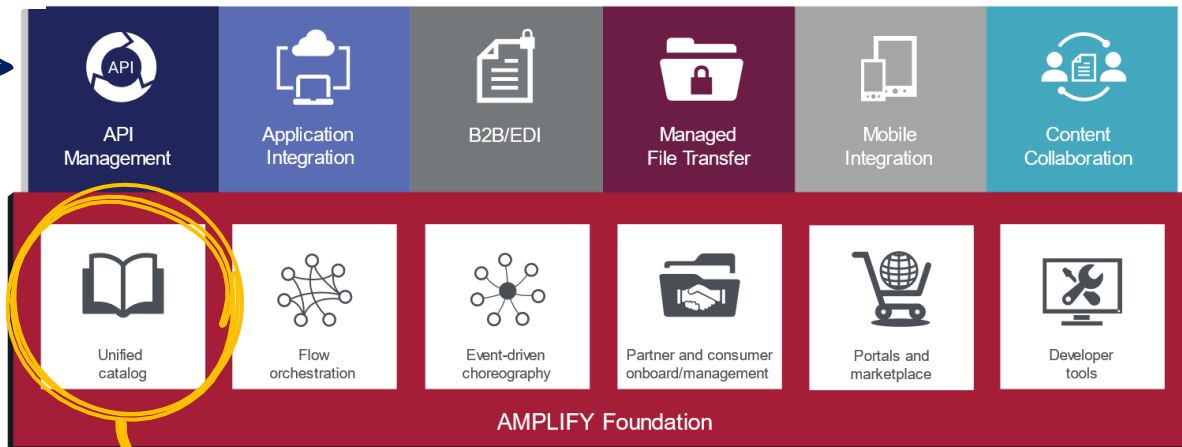 API
API
Management
Application
Integration
B2B/EDI
Managed
File Transfer
Mobile
Integration
Content
Collaboration
Unified
catalog
Flow
orchestration
Event-driven
choreography
Partner and consumer
onboard/management
Portals and
marketplace
Developer
tools
AMPLIFY Foundation